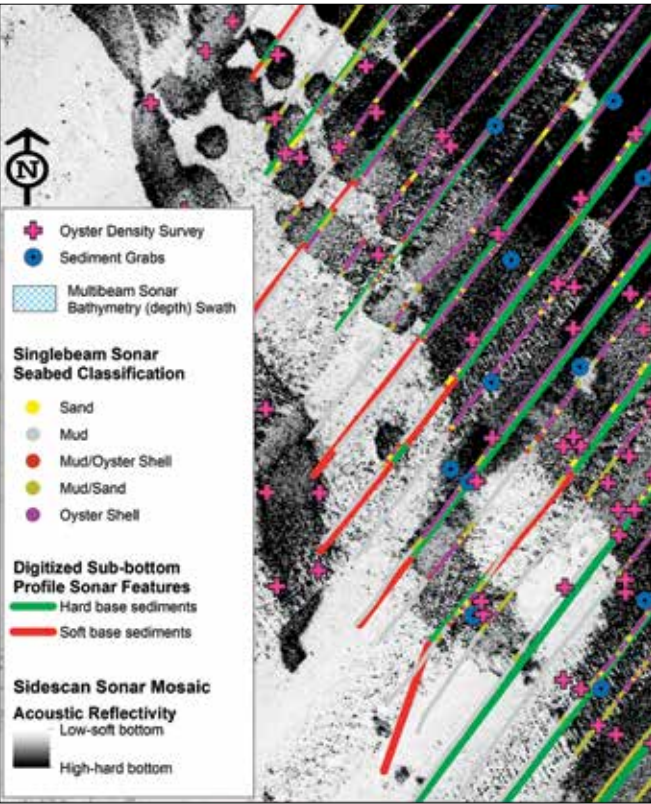 N
Oyster Density Survey
Sediment Grabs
Multibeam Sonar
Bathymetry (depth) Swath
Singlebeam Sonar
Seabed Classification
Sand
Mud
Mud/Oyster Shell
Mud/Sand
Oyster Shell
Digitized Sub-bottom
Profile Sonar Features
Hard base sediments
Soft base sediments
Sidescan Sonar Mosaic
Acoustic Reflectivity
Low-soft bottom
High-hard bottom